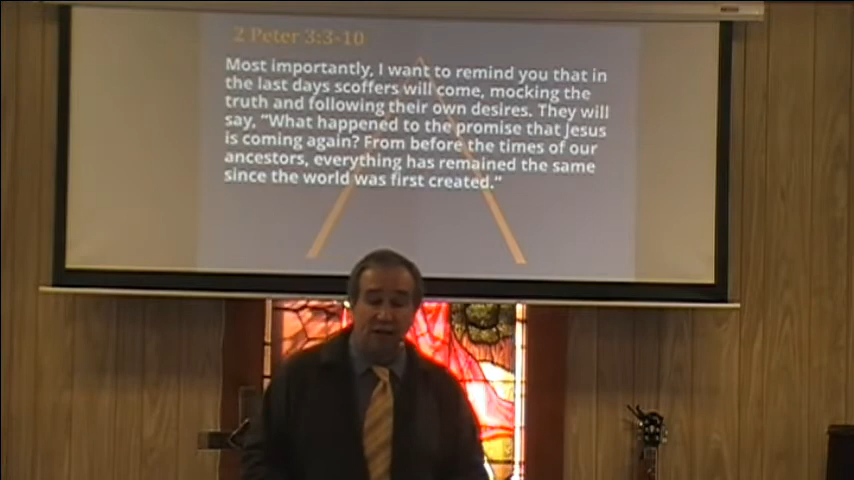 2 Peter 3:3-10
Most importantly, I want to remind you that in
the last days scoffers will come, mocking the
truth and following their own desires. They will
say, “What happened to the promise that Jesus
is coming again? From before the times of our
ancestors, everything has remained the same
since the world was first created.”